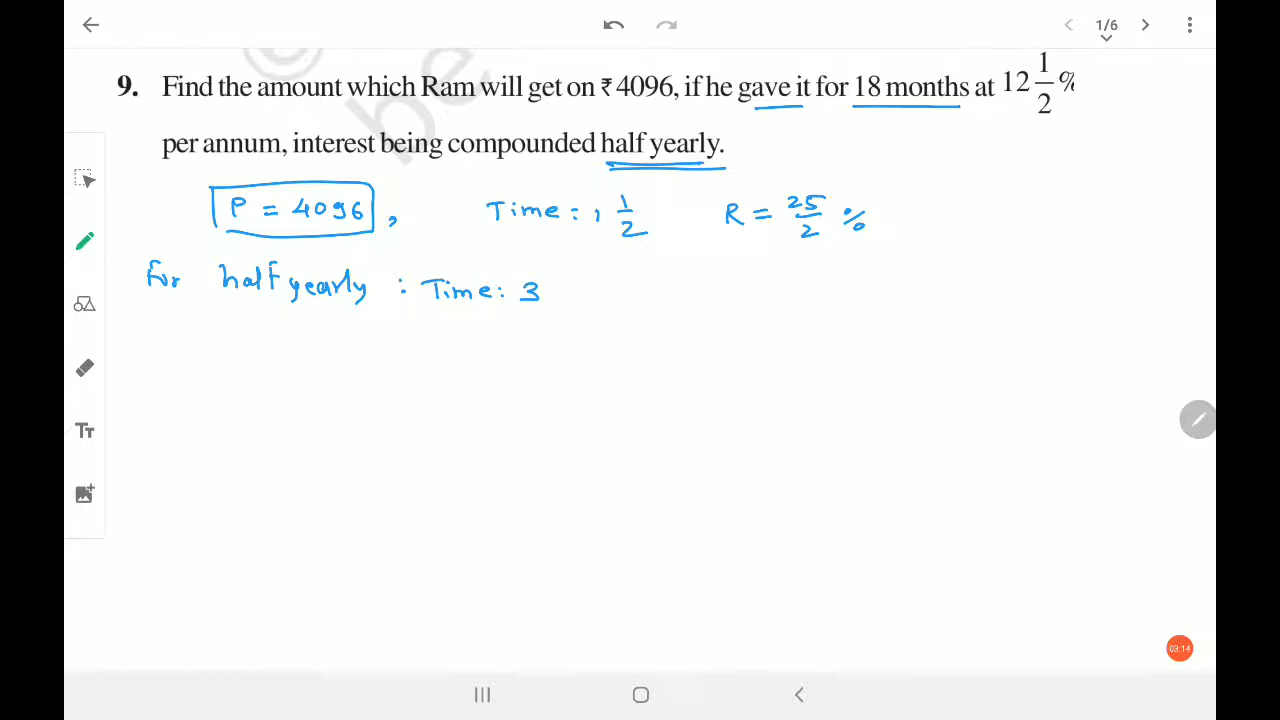 1/6
9. Find the amount which Ram will get on ₹ 4096, if he gave it for 18 months at 12 1/2 %
per annum, interest being compounded half yearly.
P = 4096, Time: 1 1/2 R = 25/2 %
For half yearly : Time: 3
Tт
03:14
© be